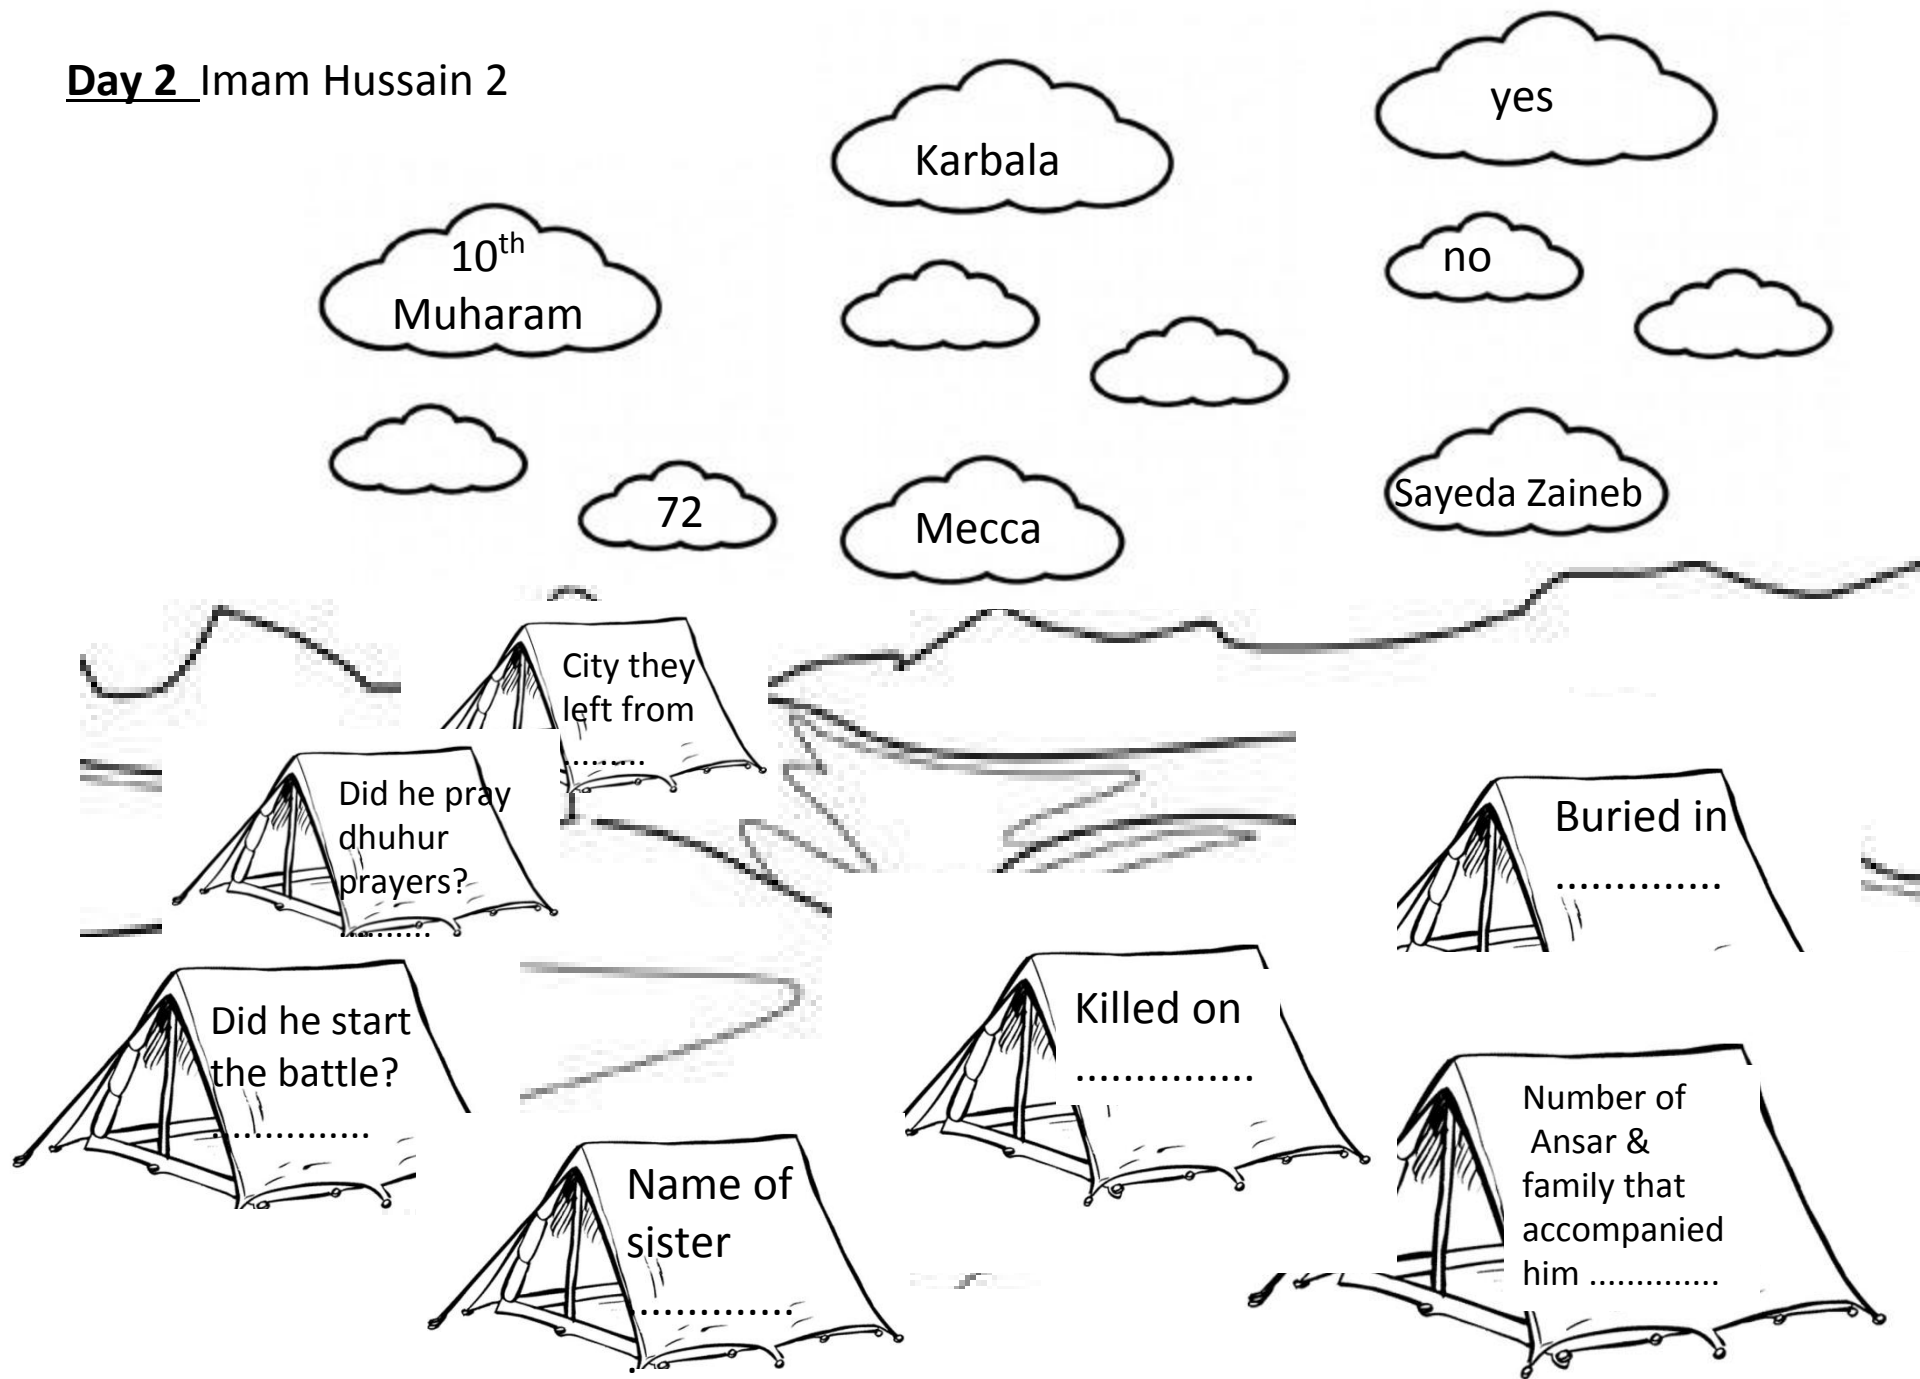 Day 2 Imam Hussain 2
yes
Karbala
10th
Muharam
no
72
Mecca
Sayeda Zaineb
City they
left from
.........
Did he pray
dhuhur
prayers?
..........
Buried in
..............
Did he start
the battle?
..............
Killed on
...............
Name of
sister
..............
.
Number of
Ansar &
family that
accompanied
him ..............